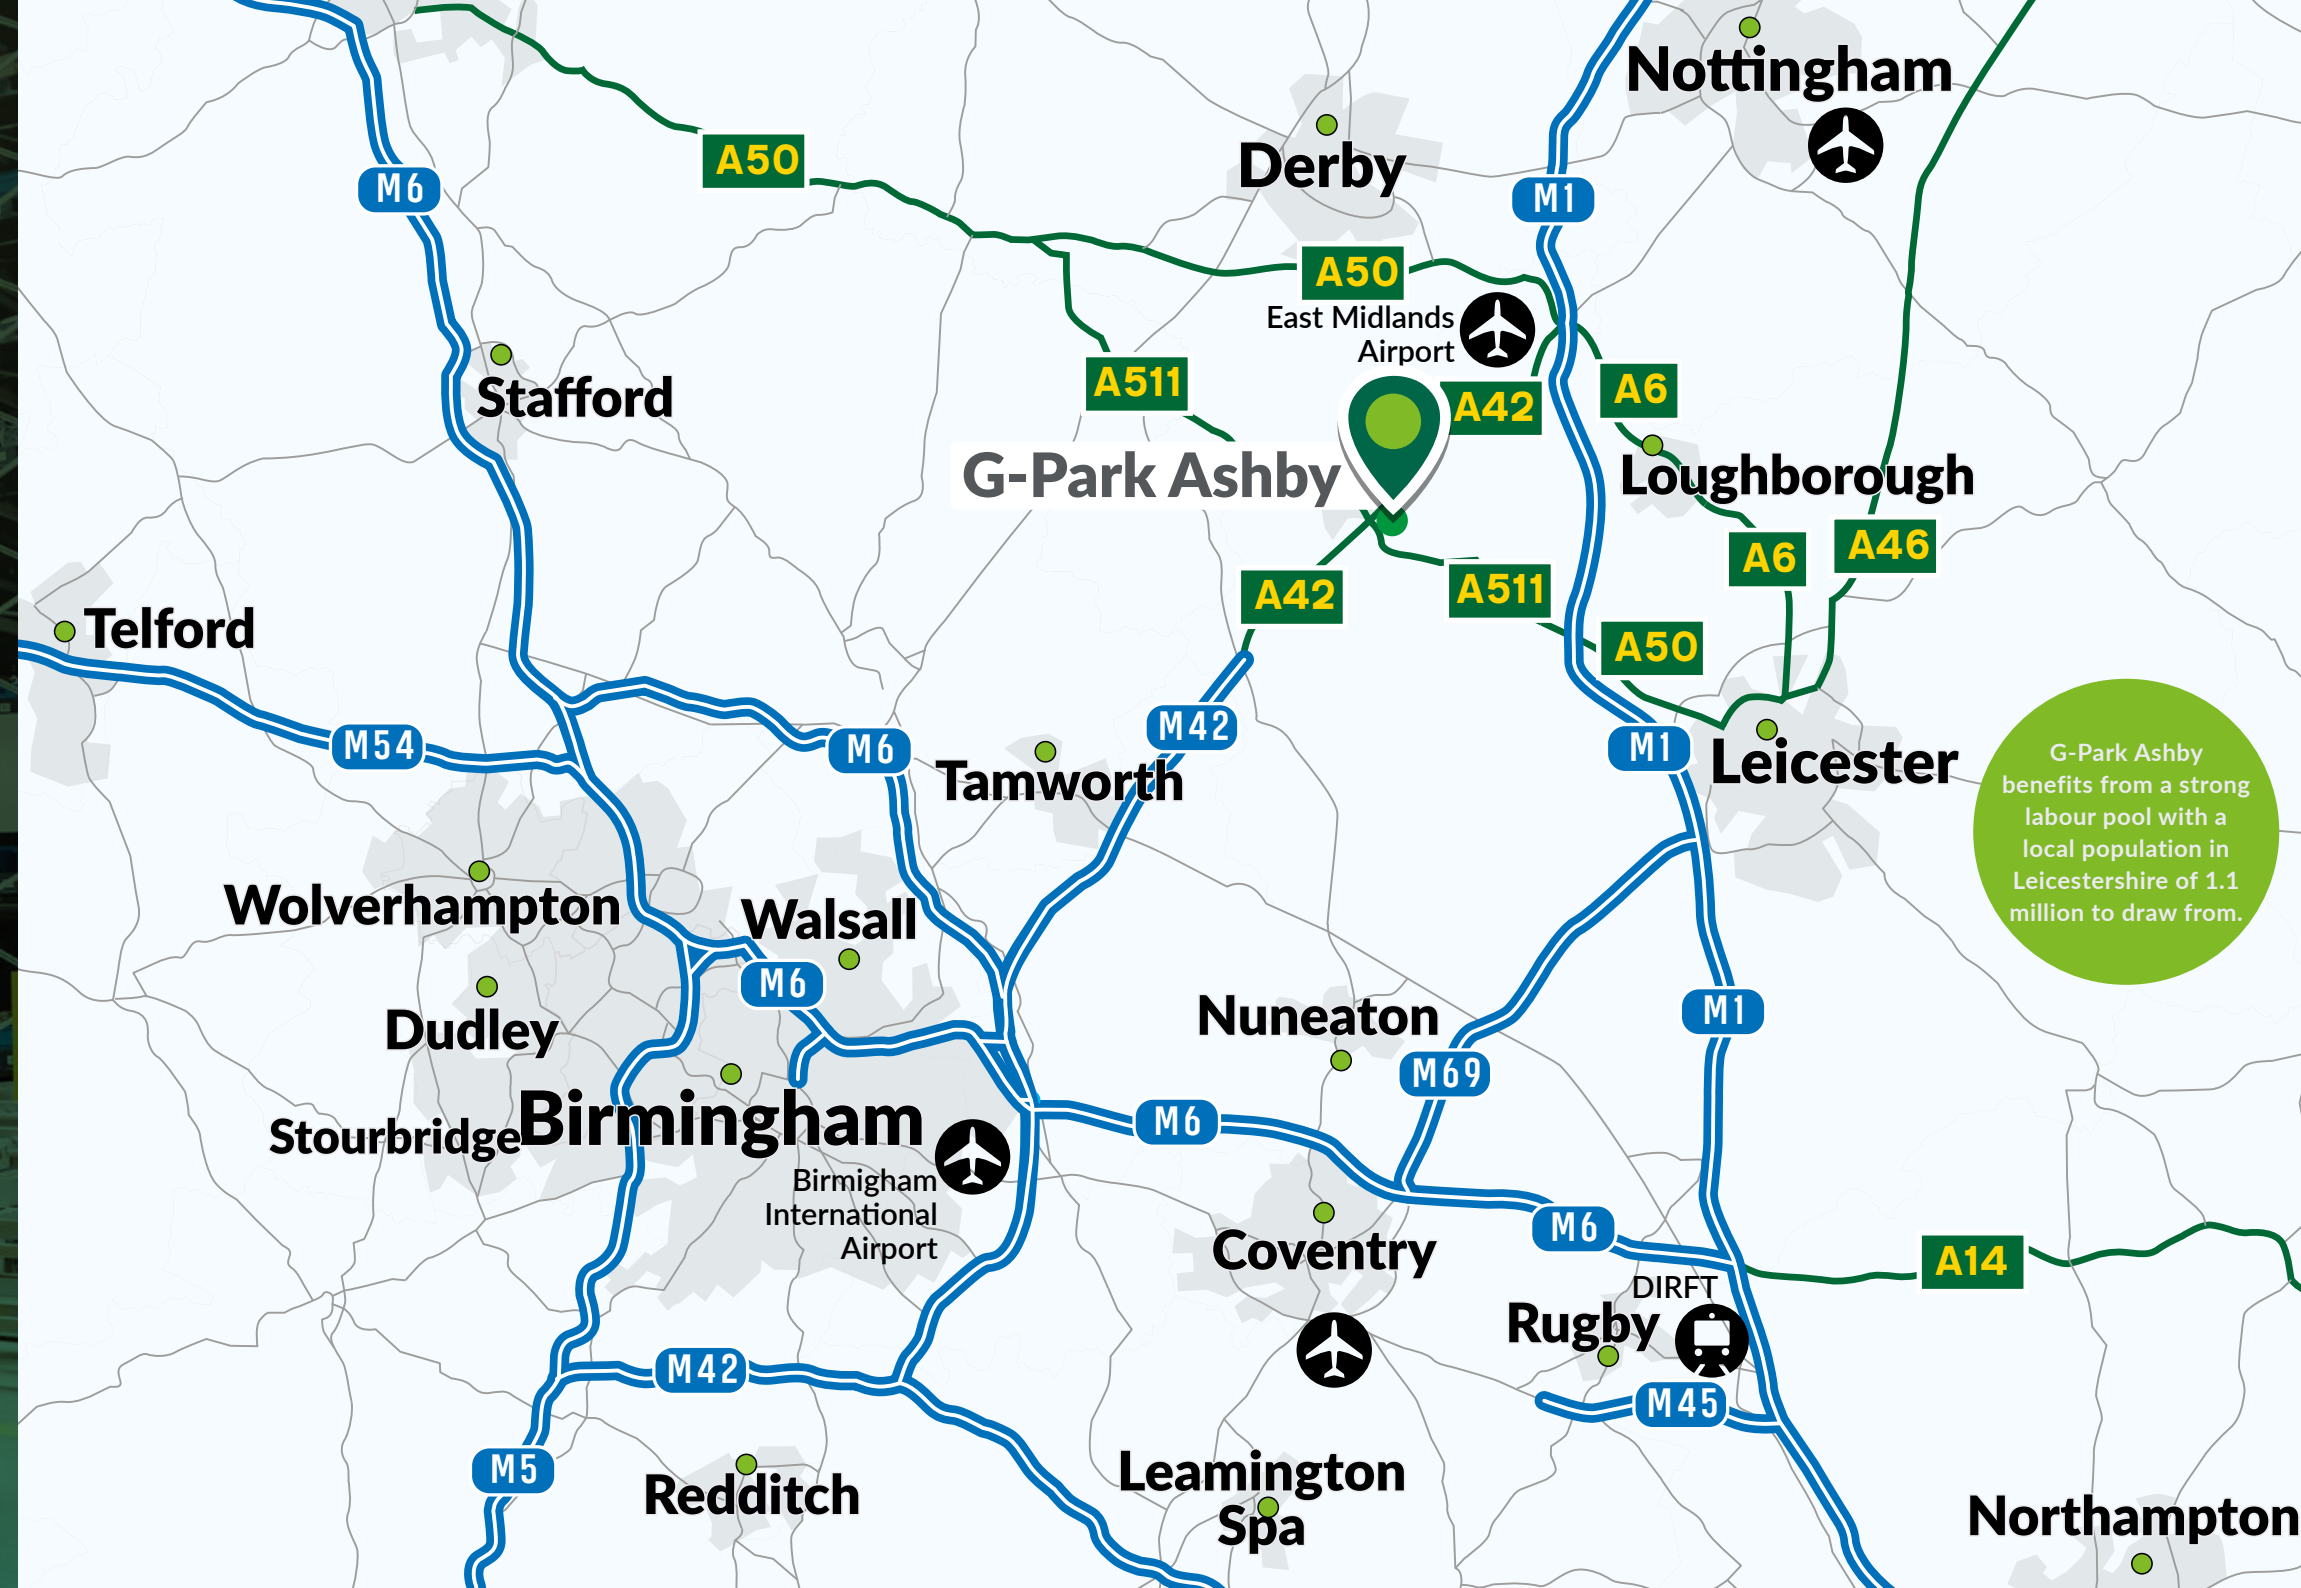 Nottingham
A50
Derby
M6
M1
A50
East Midlands
Airport
A511
A42
A6
Stafford
G-Park Ashby
Loughborough
A6
A46
A42
A511
Telford
A50
M54
M6
M42
M1
Tamworth
Leicester
G-Park Ashby
benefits from a strong
labour pool with a
local population in
Leicestershire of 1.1
million to draw from.
Wolverhampton
Walsall
M6
M1
Nuneaton
Dudley
M69
Birmingham
Stourbridge
M6
Birmigham
International
Airport
M6
Coventry
A14
DIRFT
Rugby
M42
M45
M5
Redditch
Leamington
Spa
Northampton